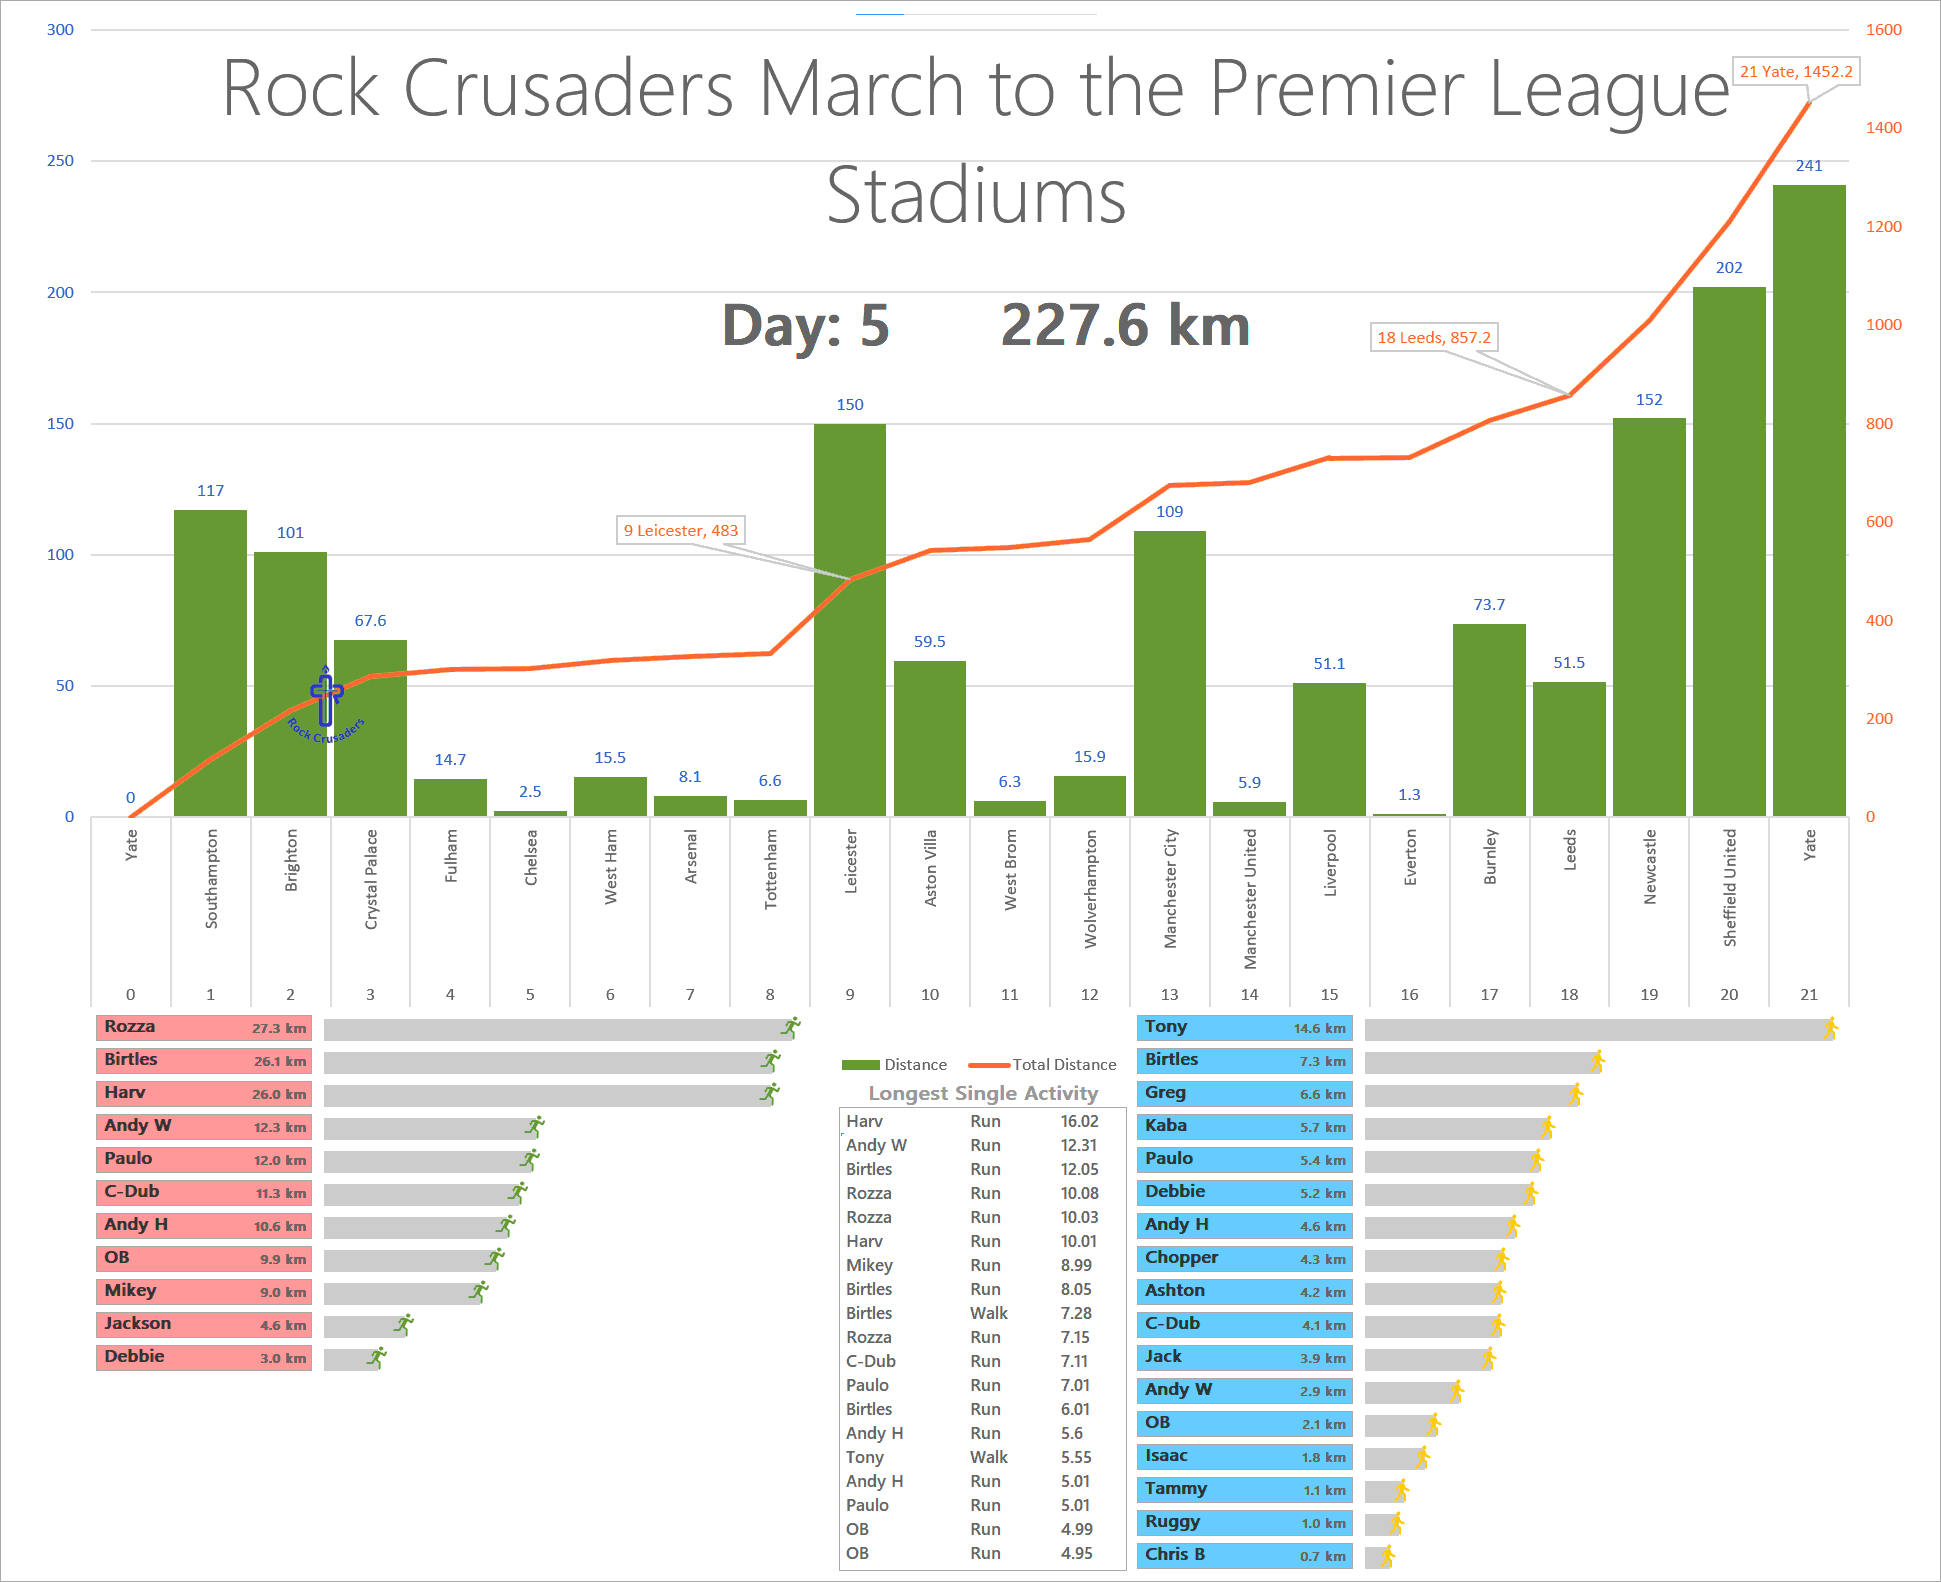 Rock Crusaders March to the Premier League
Stadiums
Day: 5 227.6 km
300
250
200
150
100
50
0
1600
1400
1200
1000
800
600
400
200
0
21 Yate, 1452.2
18 Leeds, 857.2
9 Leicester, 483
0
117
101
67.6
14.7
2.5
15.5
8.1
6.6
150
59.5
6.3
15.9
109
5.9
51.1
1.3
73.7
51.5
152
202
241
Rock Crusaders
Yate
Southampton
Brighton
Crystal Palace
Fulham
Chelsea
West Ham
Arsenal
Tottenham
Leicester
Aston Villa
West Brom
Wolverhampton
Manchester City
Manchester United
Liverpool
Everton
Burnley
Leeds
Newcastle
Sheffield United
Yate
0 1 2 3 4 5 6 7 8 9 10 11 12 13 14 15 16 17 18 19 20 21
Rozza 27.3 km
Birtles 26.1 km
Harv 26.0 km
Andy W 12.3 km
Paulo 12.0 km
C-Dub 11.3 km
Andy H 10.6 km
OB 9.9 km
Mikey 9.0 km
Jackson 4.6 km
Debbie 3.0 km
Distance Total Distance
Longest Single Activity
Harv Run 16.02
Andy W Run 12.31
Birtles Run 12.05
Rozza Run 10.08
Rozza Run 10.03
Harv Run 10.01
Mikey Run 8.99
Birtles Run 8.05
Birtles Walk 7.28
Rozza Run 7.15
C-Dub Run 7.11
Paulo Run 7.01
Birtles Run 6.01
Andy H Run 5.6
Tony Walk 5.55
Andy H Run 5.01
Paulo Run 5.01
OB Run 4.99
OB Run 4.95
Tony 14.6 km
Birtles 7.3 km
Greg 6.6 km
Kaba 5.7 km
Paulo 5.4 km
Debbie 5.2 km
Andy H 4.6 km
Chopper 4.3 km
Ashton 4.2 km
C-Dub 4.1 km
Jack 3.9 km
Andy W 2.9 km
OB 2.1 km
Isaac 1.8 km
Tammy 1.1 km
Ruggy 1.0 km
Chris B 0.7 km